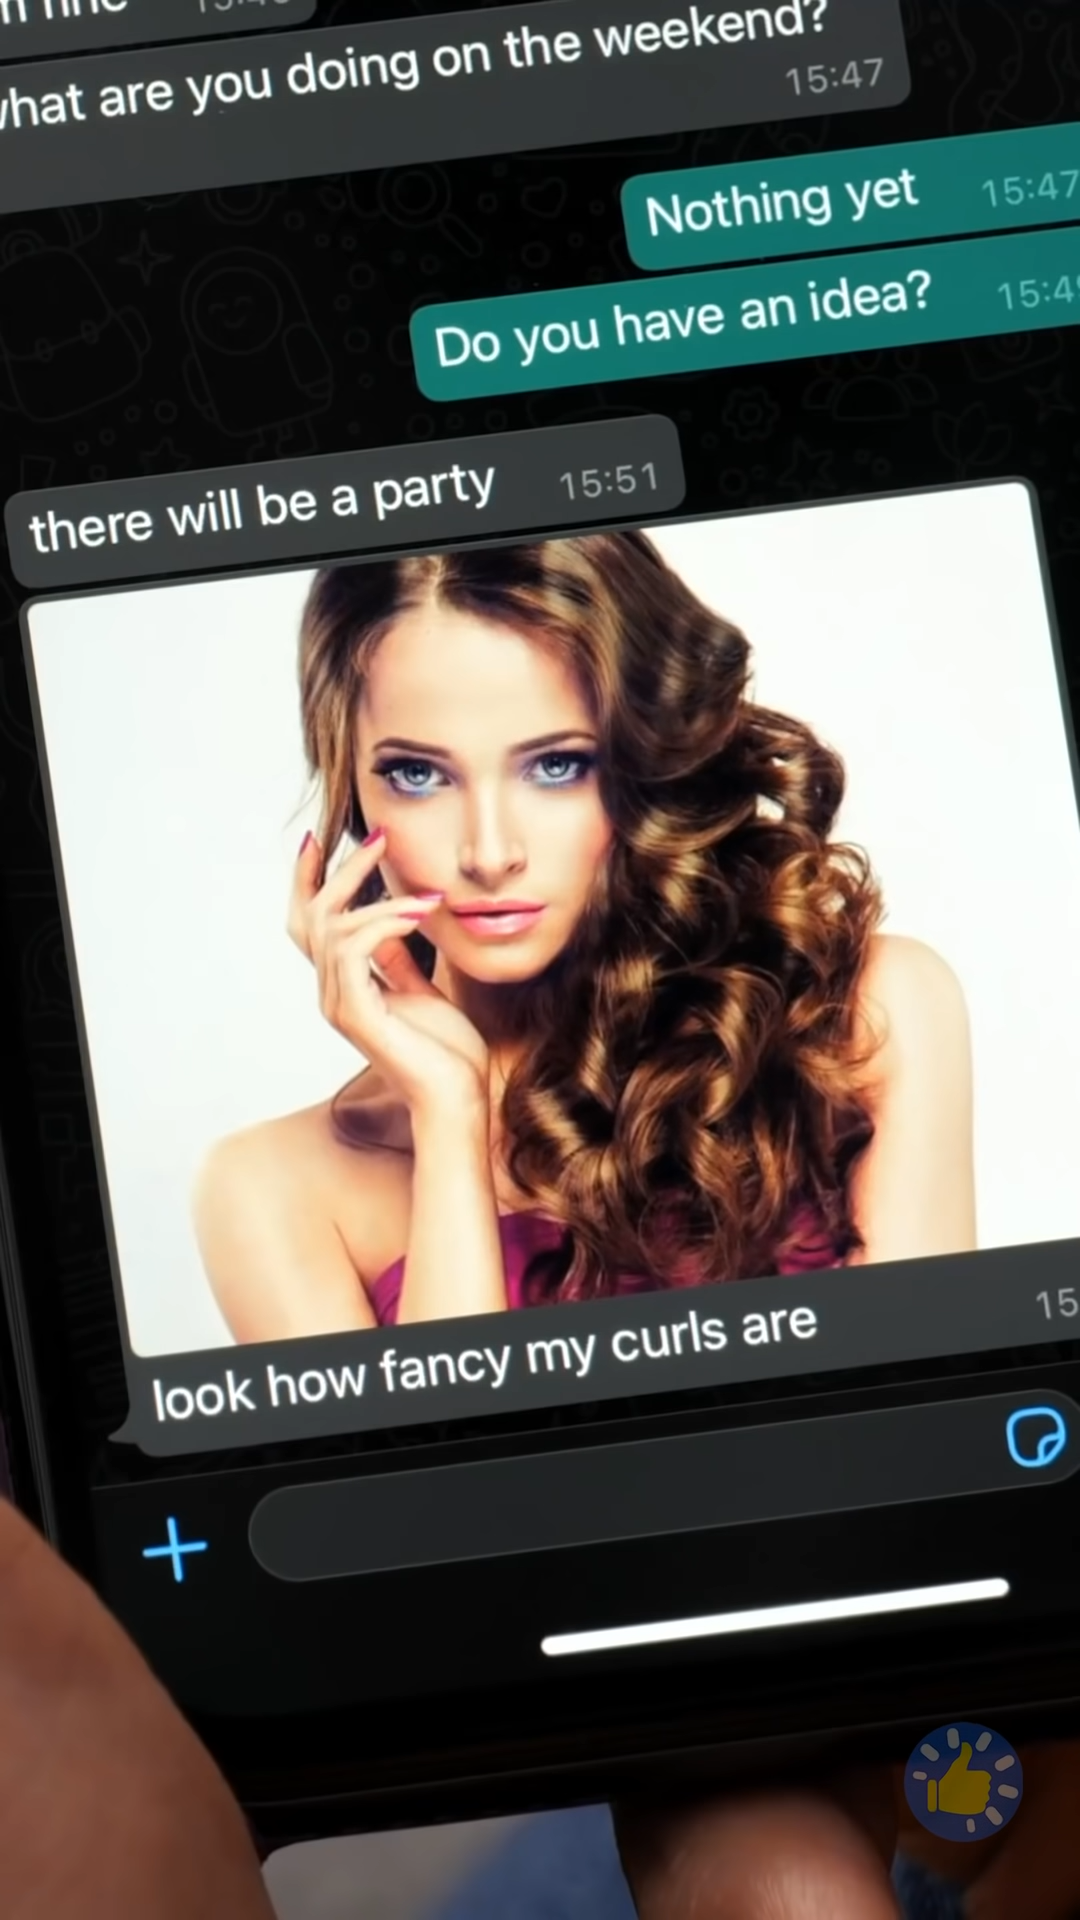 what are you doing on the weekend?
15:47
Nothing yet 15:47
Do you have an idea?
there will be a party 15:51
look how fancy my curls are